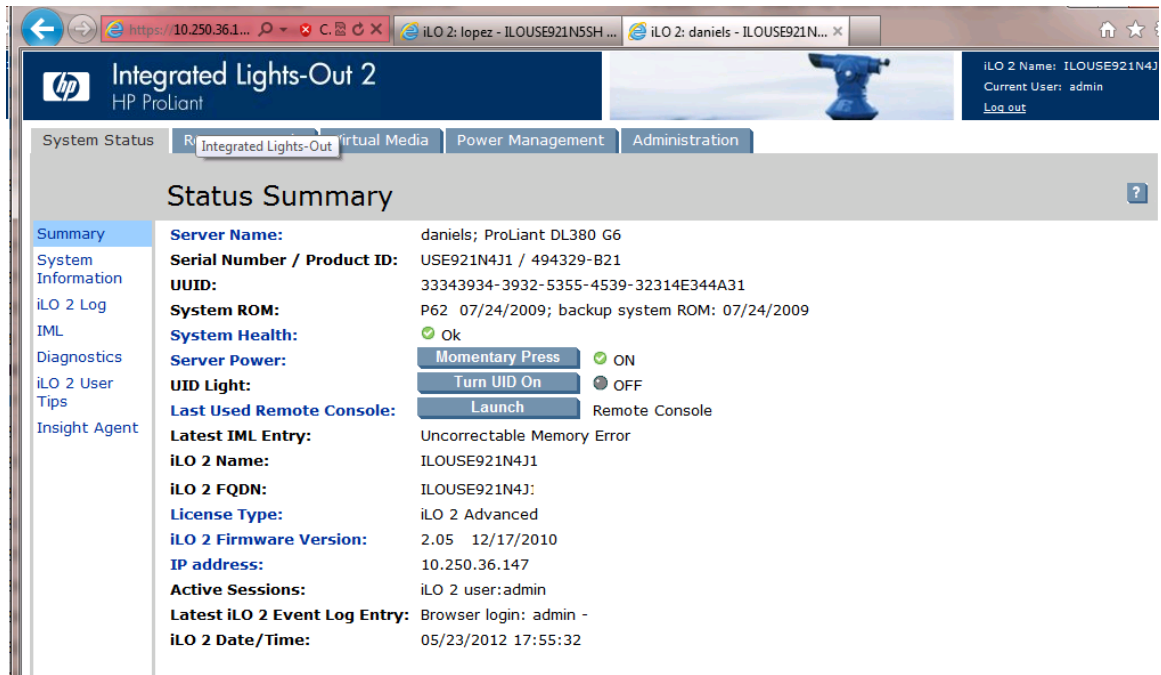 https://10.250.36.1... iLO 2: lopez - ILOUSE921N5SH ... iLO 2: daniels - ILOUSE921N...
hp
Integrated Lights-Out 2
HP ProLiant
iLO 2 Name: ILOUSE921N4J
Current User: admin
Log out
System Status Virtual Media Power Management Administration
Integrated Lights-Out
Status Summary
?
Summary
System
Information
iLO 2 Log
IML
Diagnostics
iLO 2 User
Tips
Insight Agent
Server Name: daniels; ProLiant DL380 G6
Serial Number / Product ID: USE921N4J1 / 494329-B21
UUID: 33343934-3932-5355-4539-32314E344A31
System ROM: P62 07/24/2009; backup system ROM: 07/24/2009
System Health: Ok
Server Power: Momentary Press ON
UID Light: Turn UID On OFF
Last Used Remote Console: Launch Remote Console
Latest IML Entry: Uncorrectable Memory Error
iLO 2 Name: ILOUSE921N4J1
iLO 2 FQDN: ILOUSE921N4J
License Type: iLO 2 Advanced
iLO 2 Firmware Version: 2.05 12/17/2010
IP address: 10.250.36.147
Active Sessions: iLO 2 user:admin
Latest iLO 2 Event Log Entry: Browser login: admin -
iLO 2 Date/Time: 05/23/2012 17:55:32